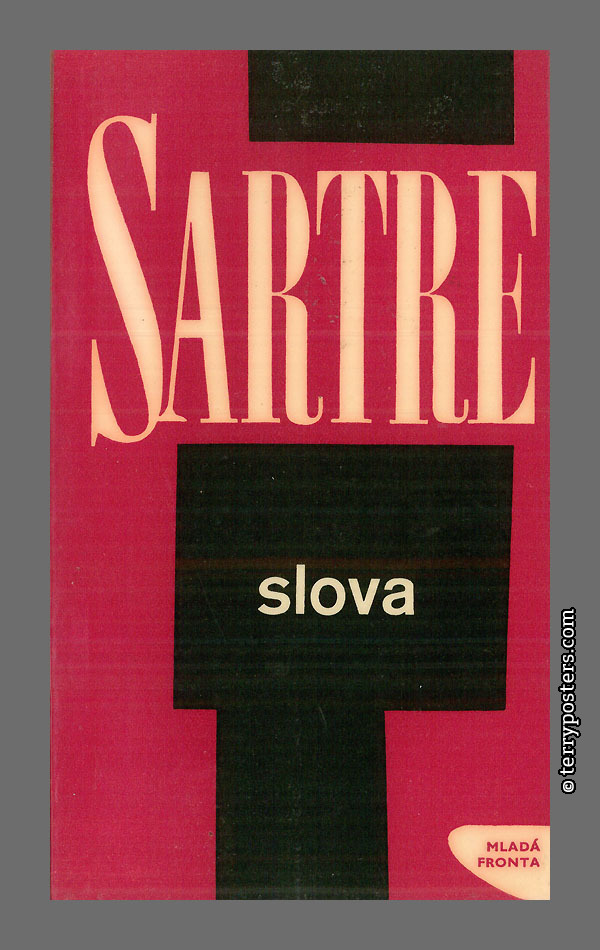 SARTRE
slova
MLADÁ
FRONTA
© terryposters.com